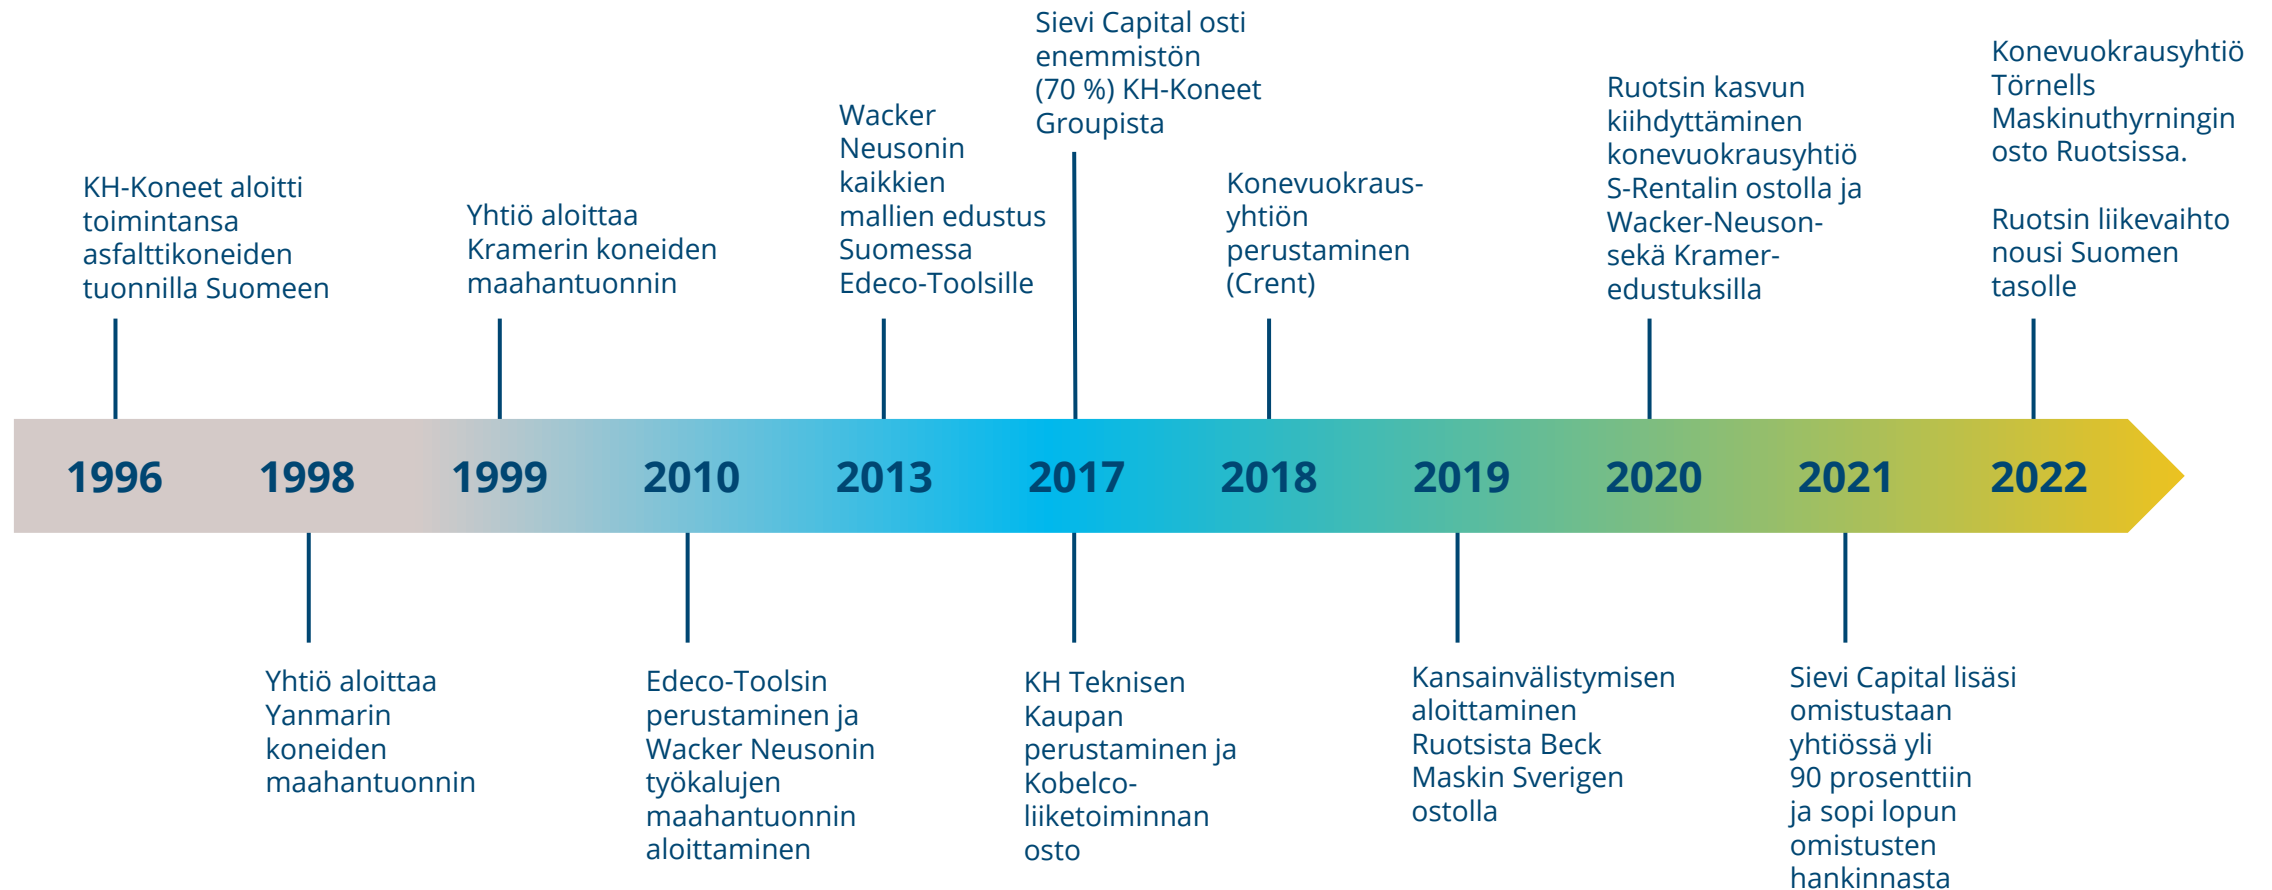 KH-Koneet aloitti
toimintansa
asfalttikoneiden
tuonnilla Suomeen
Yhtiö aloittaa
Kramerin koneiden
maahantuonnin
Wacker
Neusonin
kaikkien
mallien edustus
Suomessa
Edeco-Toolsille
Sievi Capital osti
enemmistön
(70 %) KH-Koneet
Groupista
Konevuokraus-
yhtiön
perustaminen
(Crent)
Ruotsin kasvun
kiihdyttäminen
konevuokrausyhtiö
S-Rentalin ostolla ja
Wacker-Neuson-
sekä Kramer-
edustuksilla
Konevuokrausyhtiö
Törnells
Maskinuthyrningin
osto Ruotsissa.
Ruotsin liikevaihto
nousi Suomen
tasolle
1996 1998 1999 2010 2013 2017 2018 2019 2020 2021 2022
Yhtiö aloittaa
Yanmarin
koneiden
maahantuonnin
Edeco-Toolsin
perustaminen ja
Wacker Neusonin
työkalujen
maahantuonnin
aloittaminen
KH Teknisen
Kaupan
perustaminen ja
Kobelco-
liiketoiminnan
osto
Kansainvälistymisen
aloittaminen
Ruotsista Beck
Maskin Sverigen
ostolla
Sievi Capital lisäsi
omistustaan
yhtiössä yli
90 prosenttiin
ja sopi lopun
omistusten
hankinnasta